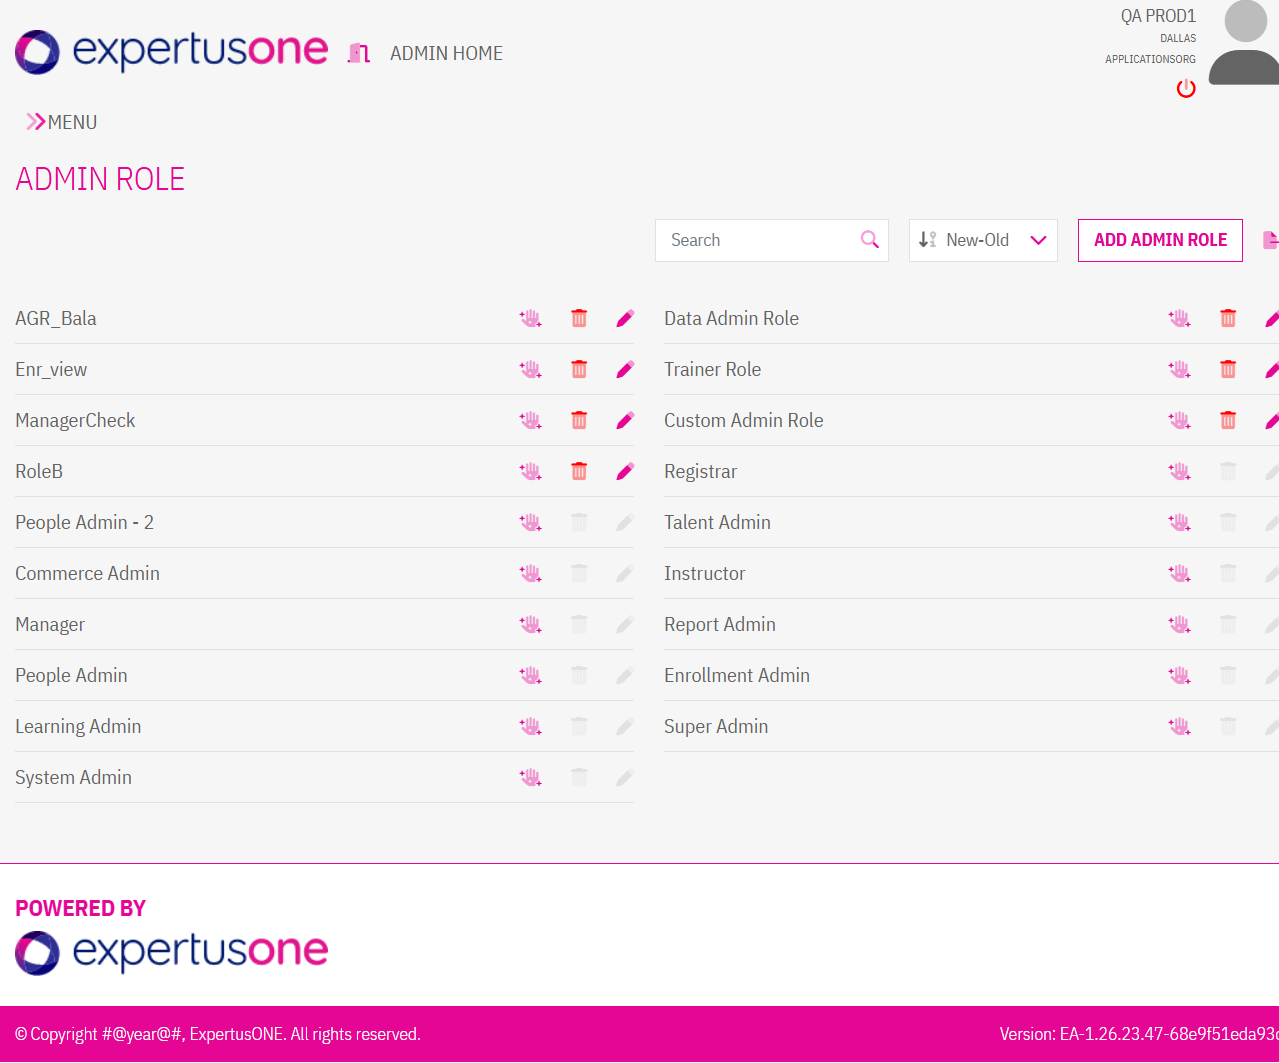 expertusone
ADMIN HOME
QA PROD1
DALLAS
APPLICATIONSORG
MENU
ADMIN ROLE
Search
New-Old
ADD ADMIN ROLE
AGR_Bala
Data Admin Role
Enr_view
Trainer Role
ManagerCheck
Custom Admin Role
RoleB
Registrar
People Admin - 2
Talent Admin
Commerce Admin
Instructor
Manager
Report Admin
People Admin
Enrollment Admin
Learning Admin
Super Admin
System Admin
POWERED BY
expertusone
© Copyright #@year@#, ExpertusONE. All rights reserved.
Version: EA-1.26.23.47-68e9f51eda93c